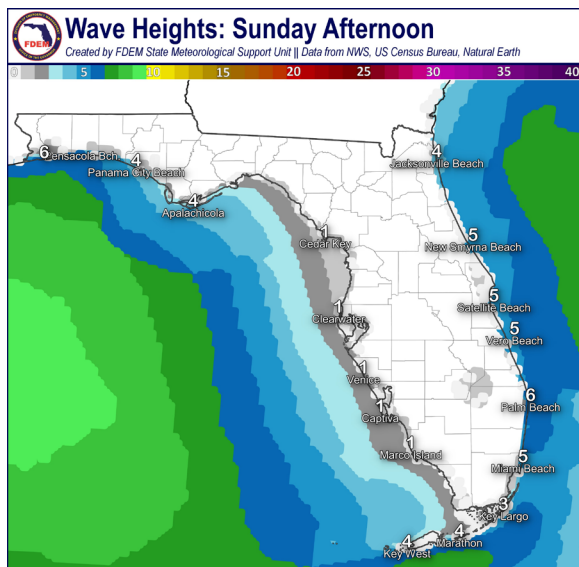 FDEM
Wave Heights: Sunday Afternoon
Created by FDEM State Meteorological Support Unit || Data from NWS, US Census Bureau, Natural Earth
0 5 10 15 20 25 30 35 40
6
Pensacola Bch.
4
Panama City Beach
4
Apalachicola
4
Jacksonville Beach
1
Cedar Key
5
New Smyrna Beach
1
Clearwater
5
Satellite Beach
5
Vero Beach
1
Venice
1
Captiva
6
Palm Beach
1
Marco Island
5
Miami Beach
3
Key Largo
4
Marathon
4
Key West